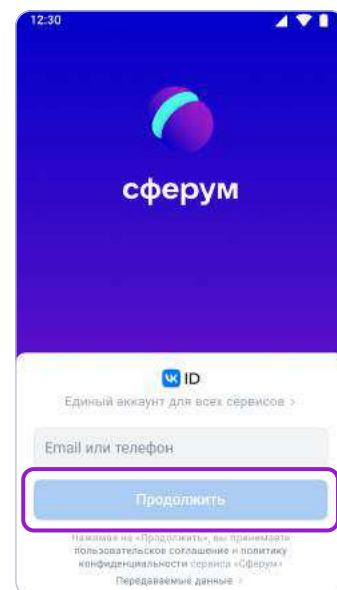 12:30
сферум
VK ID
Единый аккаунт для всех сервисов >
Email или телефон
Продолжить
Нажимая на «Продолжить», вы принимаете
пользовательское соглашение и политику
конфиденциальности сервиса «Сферум»
Передаваемые данные >